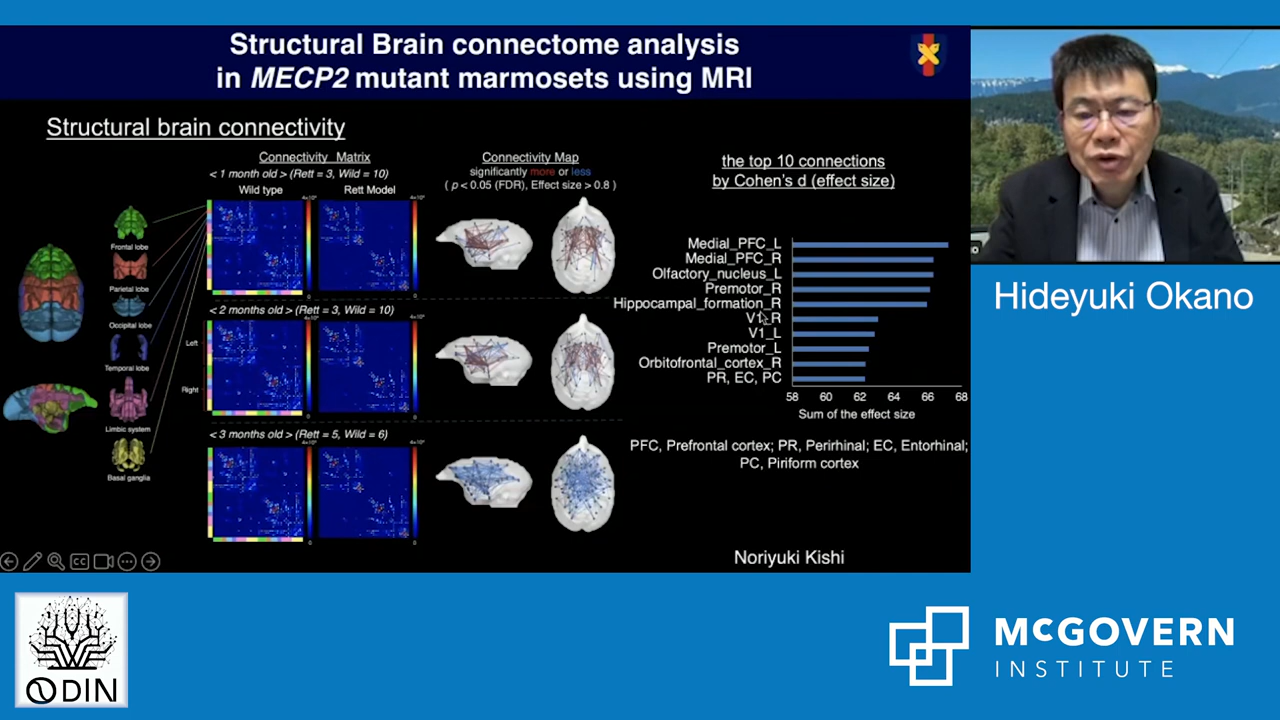 Structural Brain connectome analysis
in MECP2 mutant marmosets using MRI
Structural brain connectivity
Connectivity Matrix
< 1 month old > (Rett = 3, Wild = 10)
Wild type
Rett Model
Connectivity Map
significantly more or less
( p < 0.05 (FDR), Effect size > 0.8 )
the top 10 connections
by Cohen's d (effect size)
Frontal lobe
Parietal lobe
Occipital lobe
Temporal lobe
Limbic system
Basal ganglia
Left
Right
< 2 months old > (Rett = 3, Wild = 10)
< 3 months old > (Rett = 5, Wild = 6)
Medial_PFC_L
Medial_PFC_R
Olfactory_nucleus_L
Premotor_R
Hippocampal_formation_R
V1_R
V1_L
Premotor_L
Orbitofrontal_cortex_R
PR, EC, PC
58 60 62 64 66 68
Sum of the effect size
PFC, Prefrontal cortex; PR, Perirhinal; EC, Entorhinal;
PC, Piriform cortex
Noriyuki Kishi
CC
Hideyuki Okano
ODIN
McGOVERN
INSTITUTE